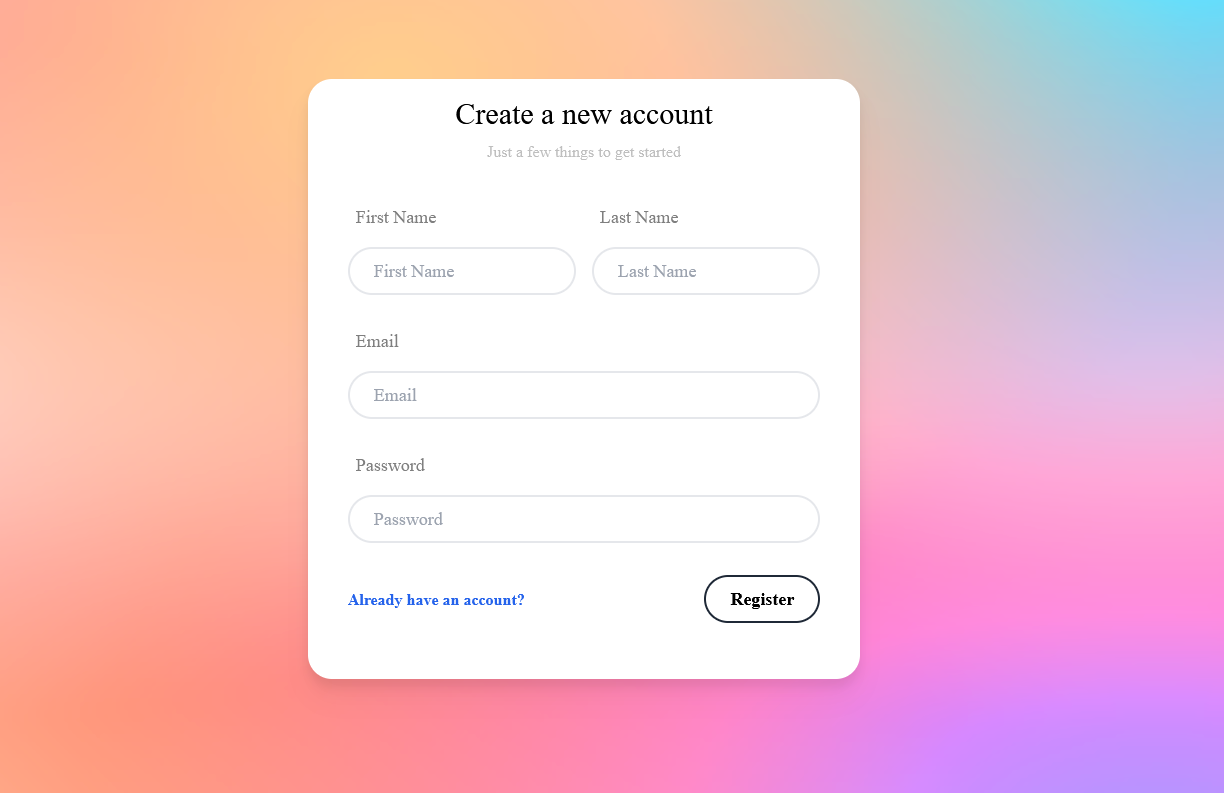 Create a new account
Just a few things to get started
First Name Last Name
First Name Last Name
Email
Email
Password
Password
Already have an account? Register